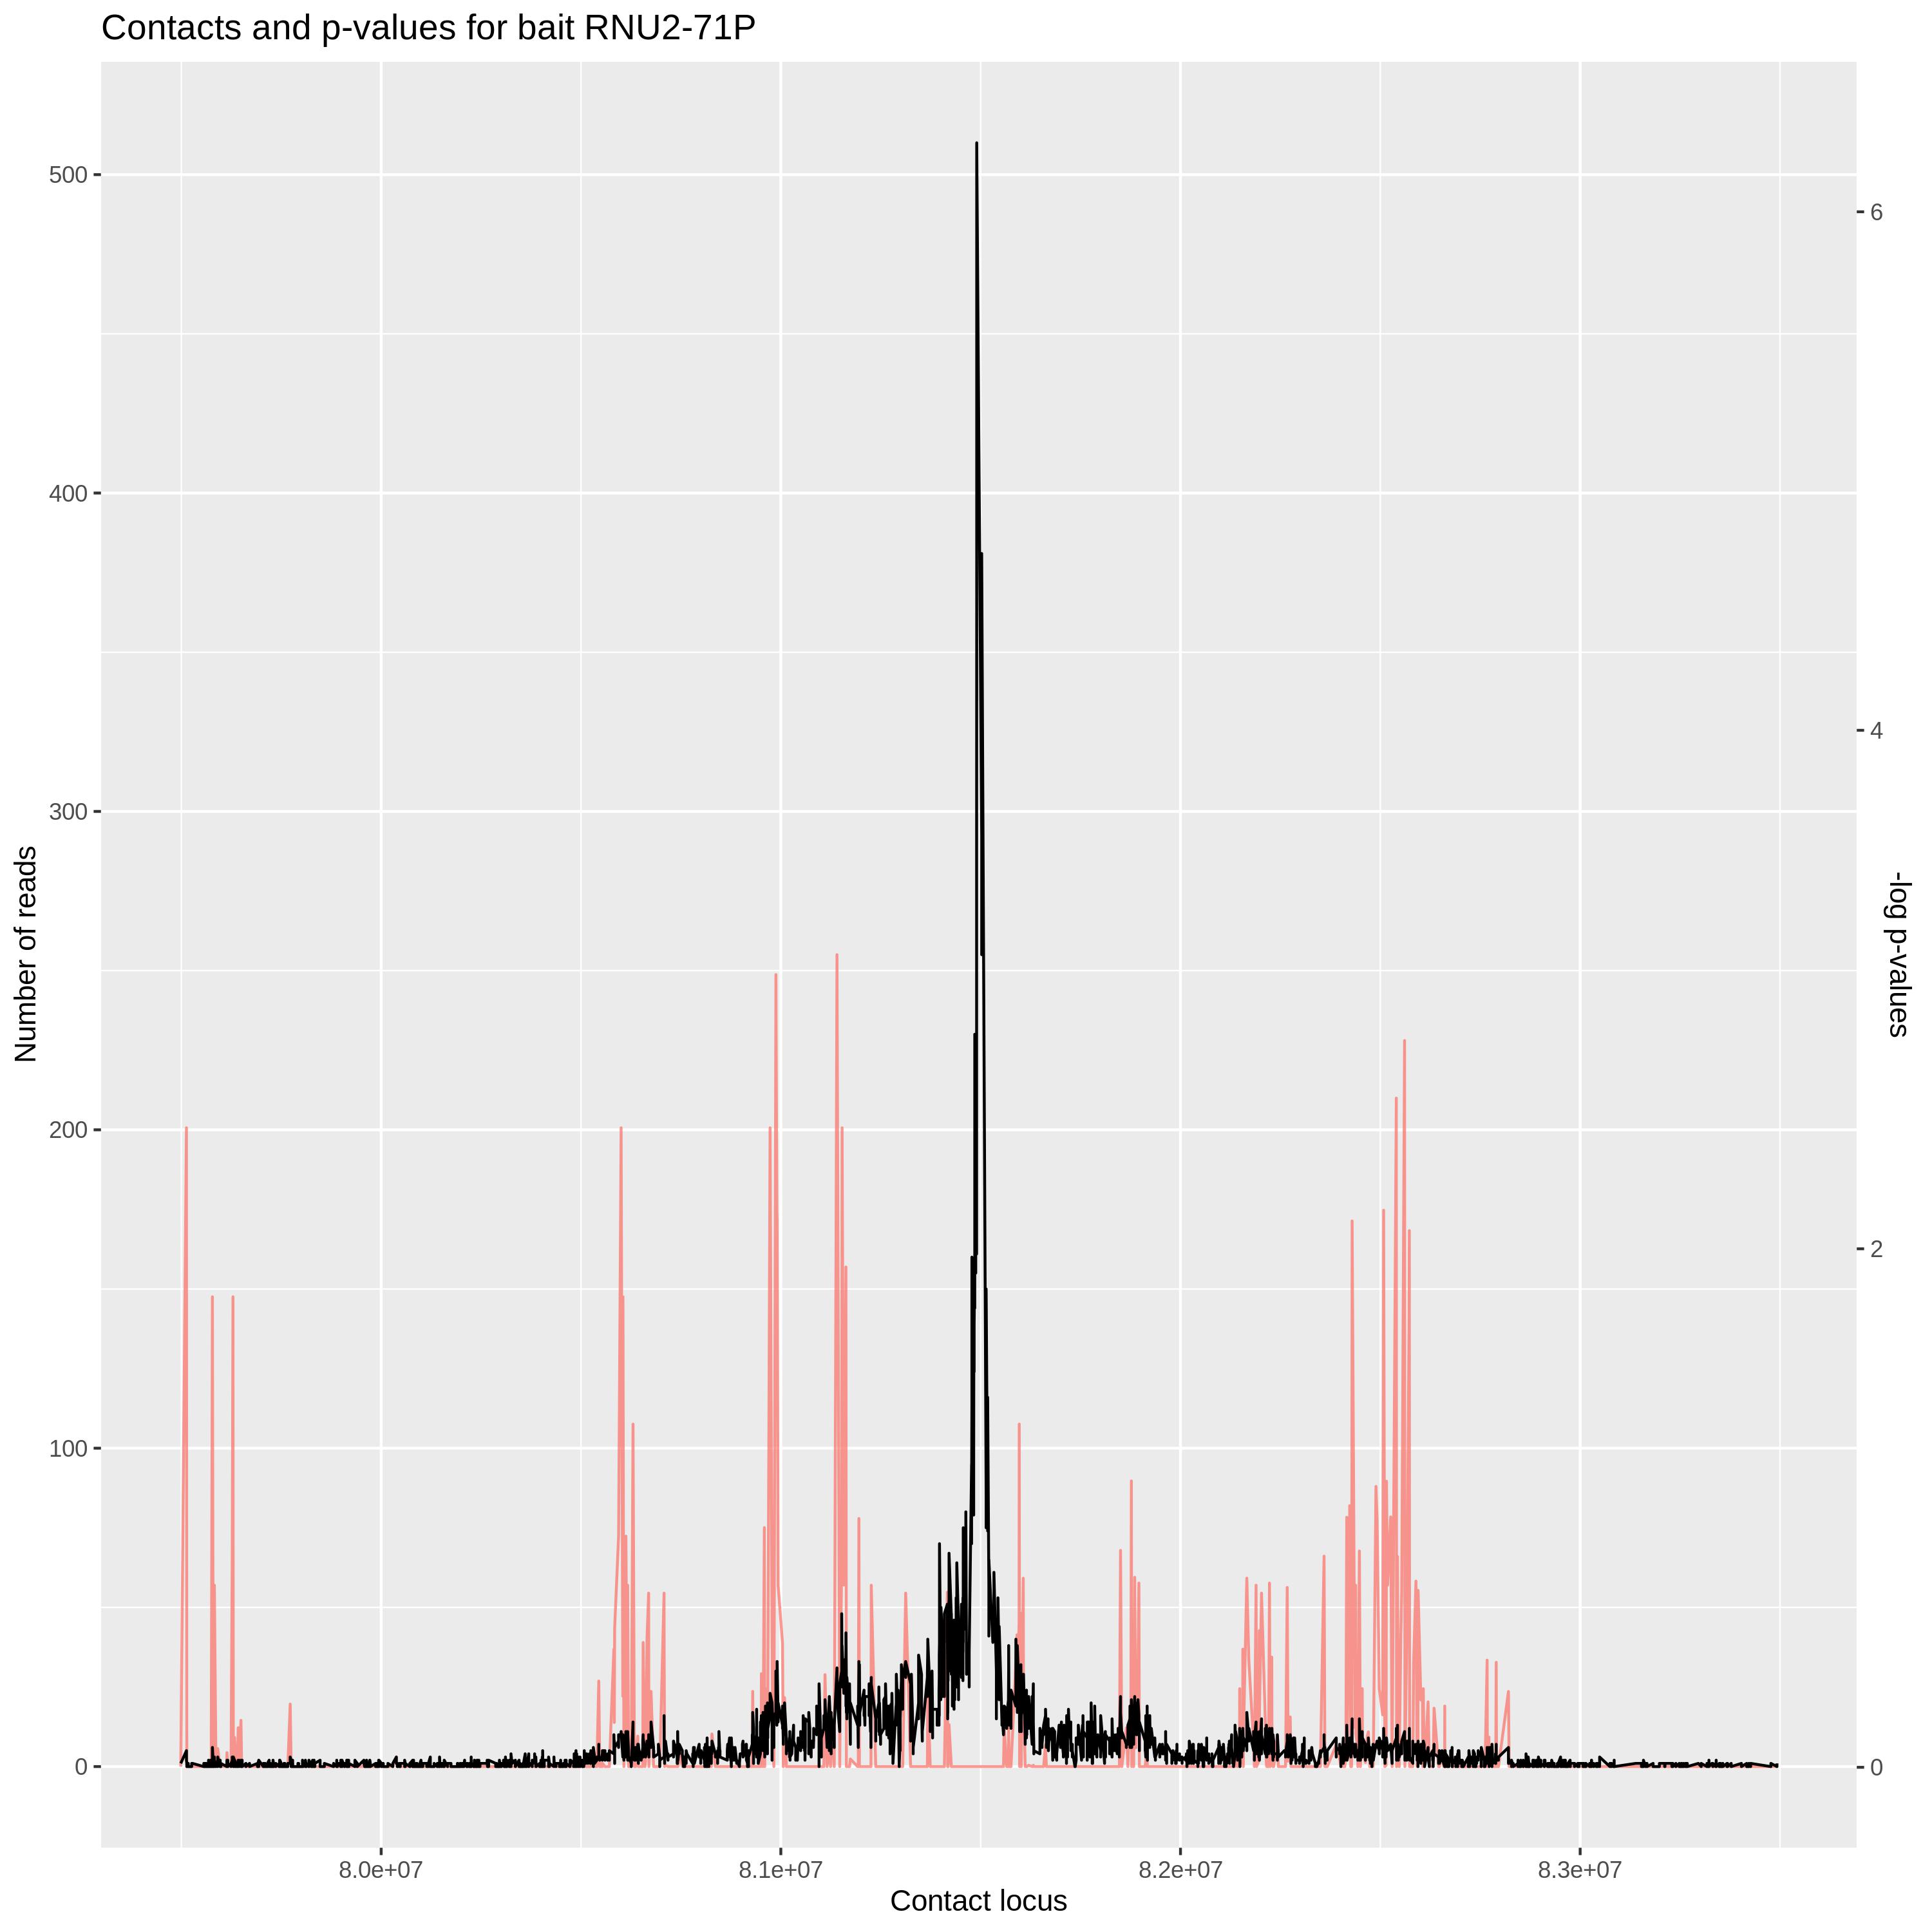 Contacts and p-values for bait RNU2-71P
500
400
300
200
100
0
Number of reads
6
4
2
0
-log p-values
8.0e+07 8.1e+07 8.2e+07 8.3e+07
Contact locus